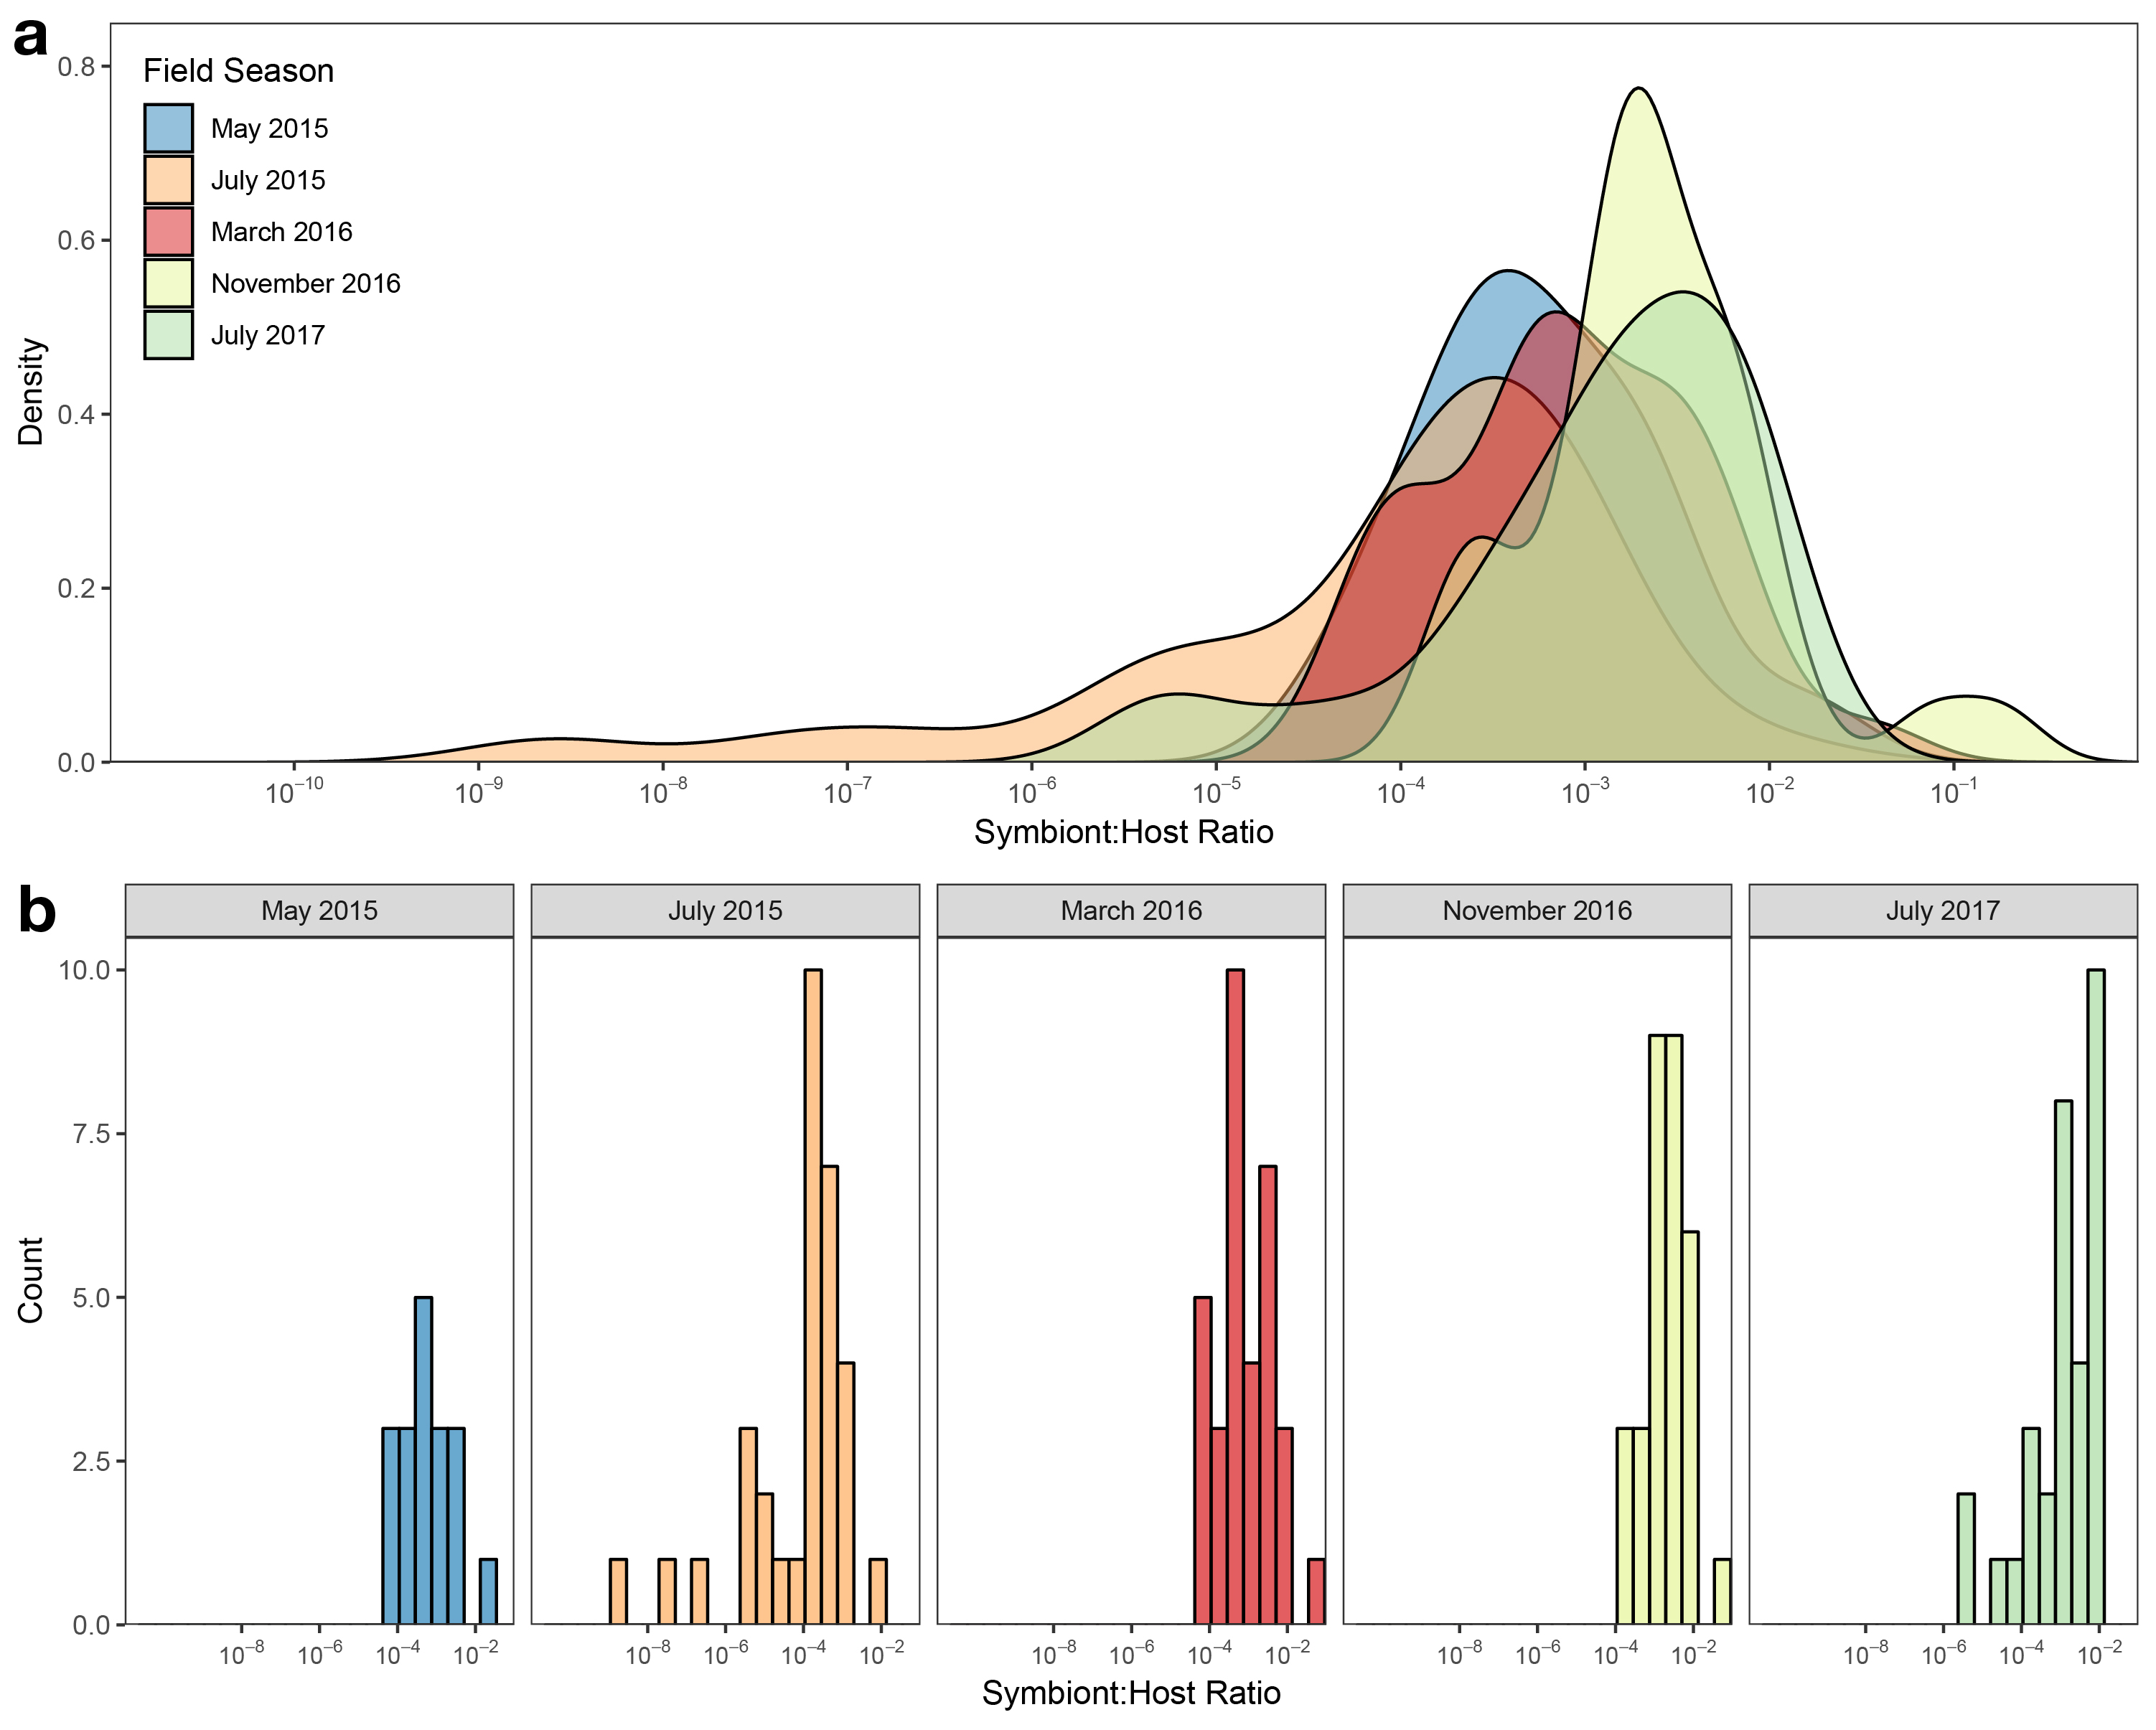 a
Field Season
May 2015
July 2015
March 2016
November 2016
July 2017
Density
0.8
0.6
0.4
0.2
0.0
10⁻¹⁰ 10⁻⁹ 10⁻⁸ 10⁻⁷ 10⁻⁶ 10⁻⁵ 10⁻⁴ 10⁻³ 10⁻² 10⁻¹
Symbiont:Host Ratio
b
May 2015 July 2015 March 2016 November 2016 July 2017
Count
10.0
7.5
5.0
2.5
0.0
10⁻⁸ 10⁻⁶ 10⁻⁴ 10⁻² 10⁻⁸ 10⁻⁶ 10⁻⁴ 10⁻² 10⁻⁸ 10⁻⁶ 10⁻⁴ 10⁻² 10⁻⁸ 10⁻⁶ 10⁻⁴ 10⁻² 10⁻⁸ 10⁻⁶ 10⁻⁴ 10⁻²
Symbiont:Host Ratio